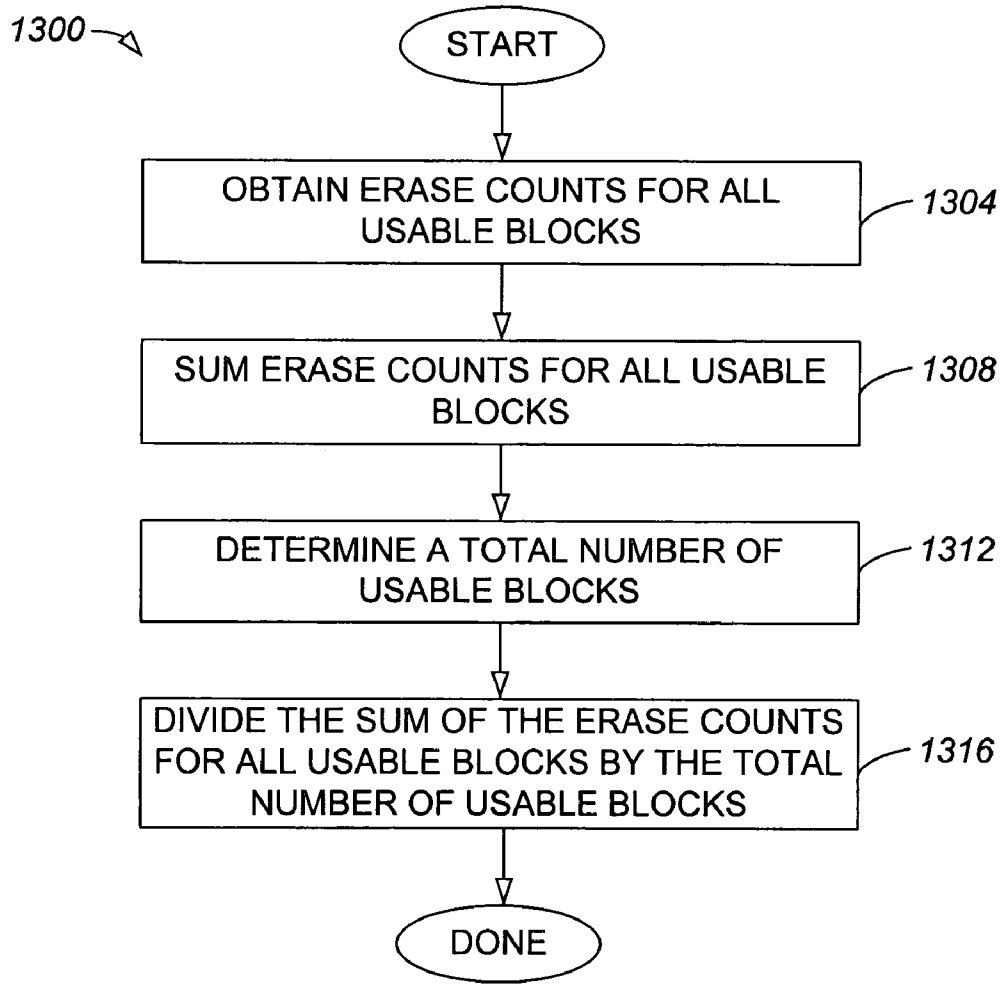 1300
START
OBTAIN ERASE COUNTS FOR ALL
USABLE BLOCKS
1304
SUM ERASE COUNTS FOR ALL USABLE
BLOCKS
1308
DETERMINE A TOTAL NUMBER OF
USABLE BLOCKS
1312
DIVIDE THE SUM OF THE ERASE COUNTS
FOR ALL USABLE BLOCKS BY THE TOTAL
NUMBER OF USABLE BLOCKS
1316
DONE